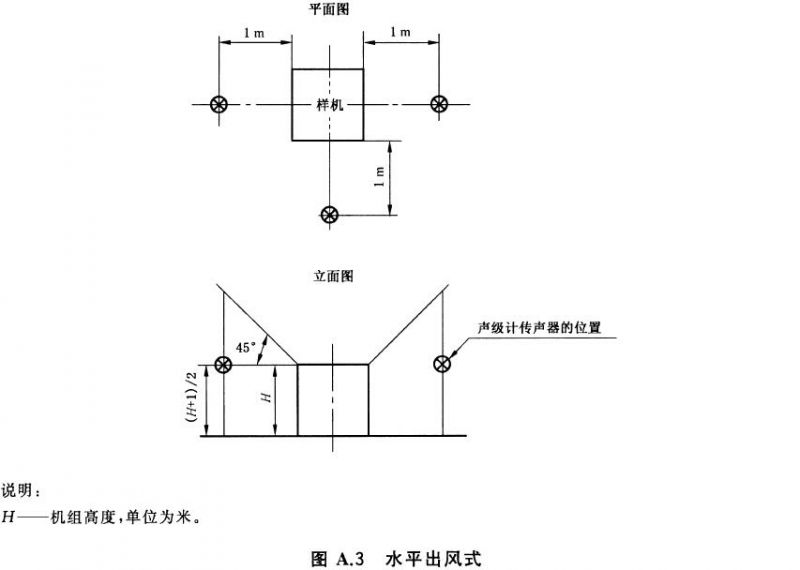 平面图
1 m
1 m
样机
1 m
立面图
声级计传声器的位置
45°
(H+1)/2
H
说明：
H——机组高度，单位为米。
图 A.3 水平出风式